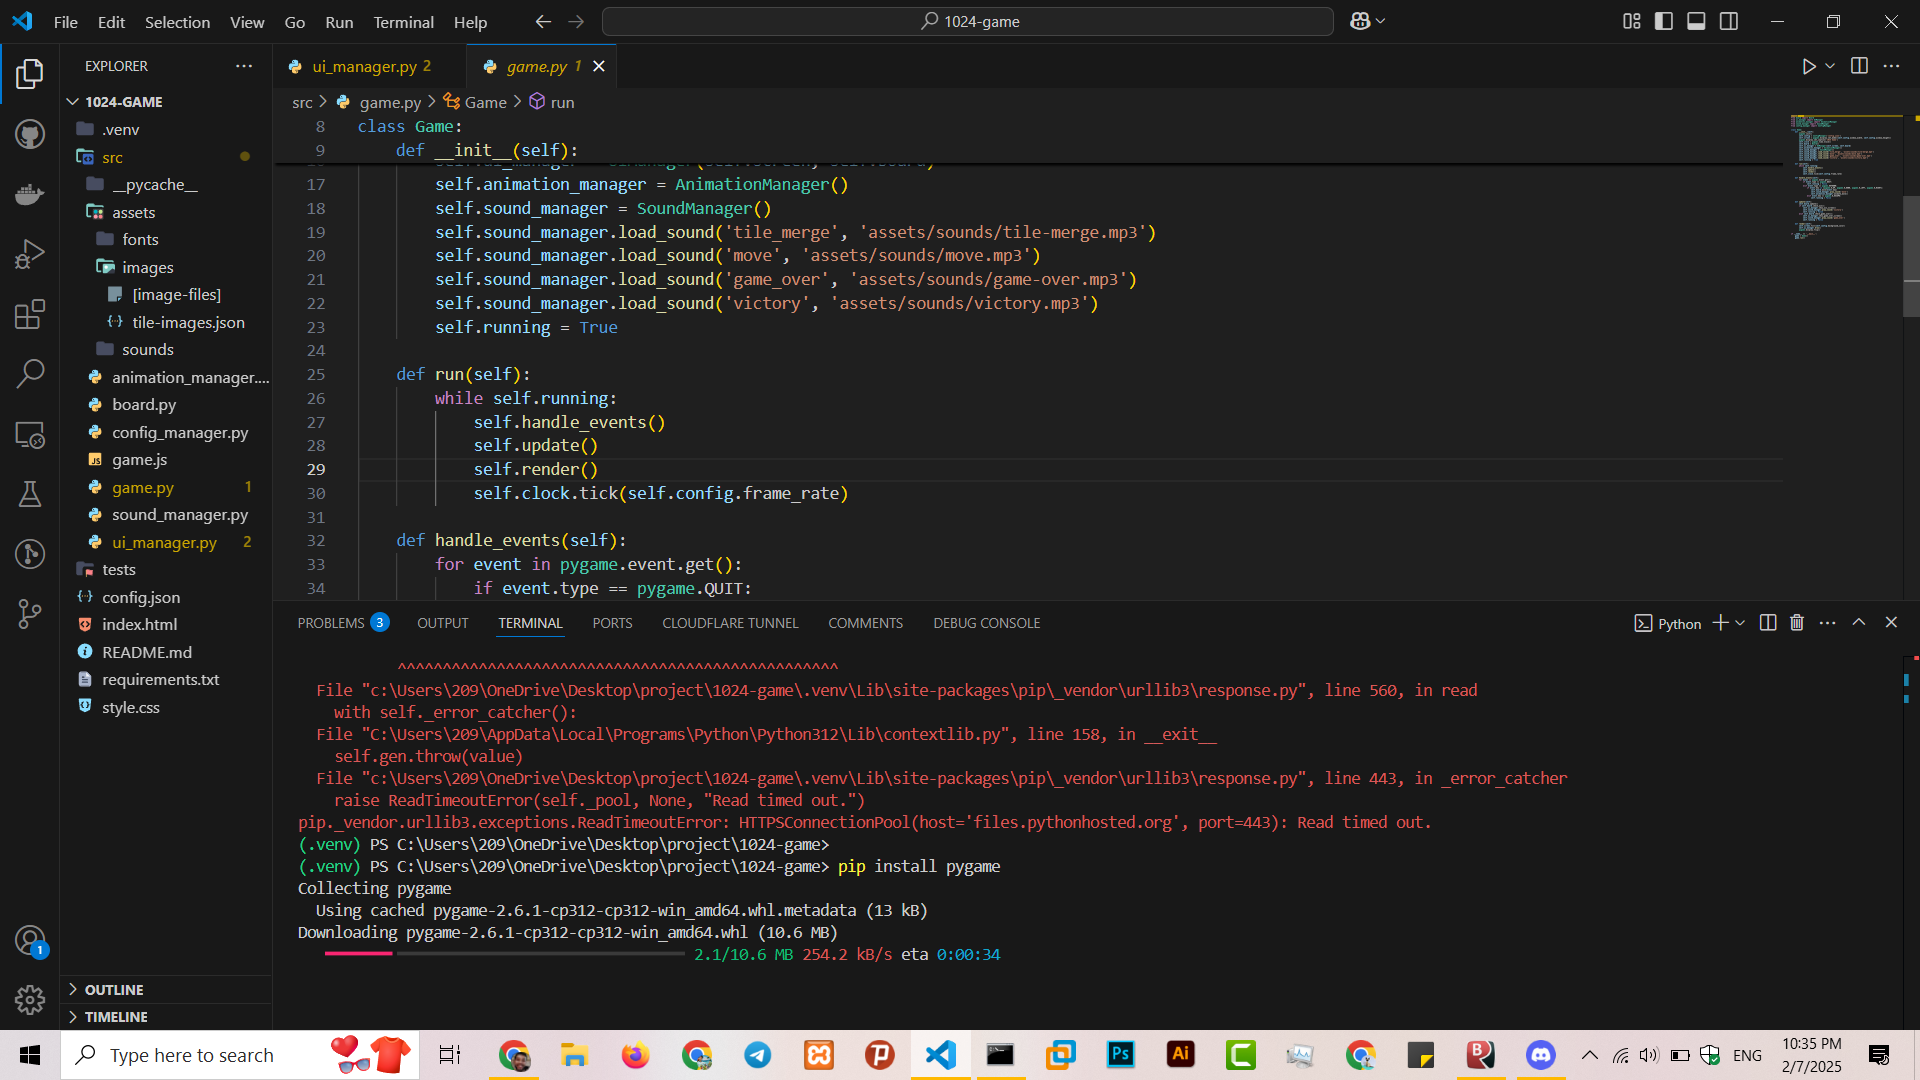 File Edit Selection View Go Run Terminal Help
1024-game
EXPLORER
1024-GAME
.venv
src
__pycache__
assets
fonts
images
[image-files]
tile-images.json
sounds
animation_manager....
board.py
config_manager.py
game.js
game.py 1
sound_manager.py
ui_manager.py 2
tests
config.json
index.html
README.md
requirements.txt
style.css
OUTLINE
TIMELINE
1
ui_manager.py 2
game.py 1
src > game.py > Game > run
8 class Game:
9 def __init__(self):
17 self.animation_manager = AnimationManager()
18 self.sound_manager = SoundManager()
19 self.sound_manager.load_sound('tile_merge', 'assets/sounds/tile-merge.mp3')
20 self.sound_manager.load_sound('move', 'assets/sounds/move.mp3')
21 self.sound_manager.load_sound('game_over', 'assets/sounds/game-over.mp3')
22 self.sound_manager.load_sound('victory', 'assets/sounds/victory.mp3')
23 self.running = True
24
25 def run(self):
26 while self.running:
27 self.handle_events()
28 self.update()
29 self.render()
30 self.clock.tick(self.config.frame_rate)
31
32 def handle_events(self):
33 for event in pygame.event.get():
34 if event.type == pygame.QUIT:
PROBLEMS 3 OUTPUT TERMINAL PORTS CLOUDFLARE TUNNEL COMMENTS DEBUG CONSOLE
Python
^^^^^^^^^^^^^^^^^^^^^^^^^^^^^^^^^^^^^^^^^^^^^^^^^
File "c:\Users\209\OneDrive\Desktop\project\1024-game\.venv\Lib\site-packages\pip\_vendor\urllib3\response.py", line 560, in read
with self._error_catcher():
File "C:\Users\209\AppData\Local\Programs\Python\Python312\Lib\contextlib.py", line 158, in __exit__
self.gen.throw(value)
File "c:\Users\209\OneDrive\Desktop\project\1024-game\.venv\Lib\site-packages\pip\_vendor\urllib3\response.py", line 443, in _error_catcher
raise ReadTimeoutError(self._pool, None, "Read timed out.")
pip._vendor.urllib3.exceptions.ReadTimeoutError: HTTPSConnectionPool(host='files.pythonhosted.org', port=443): Read timed out.
(.venv) PS C:\Users\209\OneDrive\Desktop\project\1024-game>
(.venv) PS C:\Users\209\OneDrive\Desktop\project\1024-game> pip install pygame
Collecting pygame
Using cached pygame-2.6.1-cp312-cp312-win_amd64.whl.metadata (13 kB)
Downloading pygame-2.6.1-cp312-cp312-win_amd64.whl (10.6 MB)
2.1/10.6 MB 254.2 kB/s eta 0:00:34
Type here to search
Ps
Ai
ENG
10:35 PM
2/7/2025